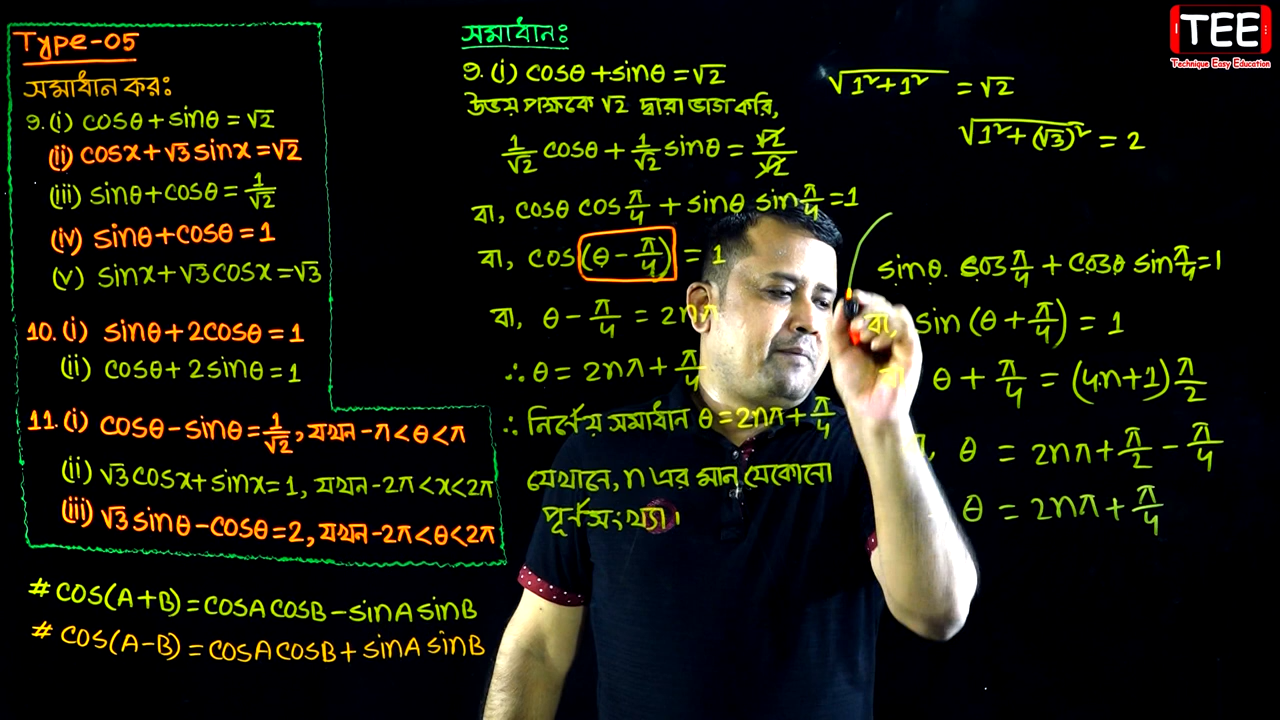 Type-05
সমাধান করঃ
9. (i) cosθ + sinθ = √2
(ii) cosx + √3 sinx = √2
(iii) sinθ + cosθ = 1/√2
(iv) sinθ + cosθ = 1
(v) sinx + √3 cosx = √3
10. (i) sinθ + 2cosθ = 1
(ii) cosθ + 2 sinθ = 1
11. (i) cosθ - sinθ = 1/√2, যখন -π < θ < π
(ii) √3 cosx + sinx = 1, যখন -2π < x < 2π
(iii) √3 sinθ - cosθ = 2, যখন -2π < θ < 2π
# cos(A+B) = cosA cosB - sinA sinB
# cos(A-B) = cosA cosB + sinA sinB
সমাধানঃ
9. (i) cosθ + sinθ = √2
উভয় পক্ষকে √2 দ্বারা ভাগ করি,
1/√2 cosθ + 1/√2 sinθ = √2/√2
বা, cosθ cos π/4 + sinθ sin π/4 = 1
বা, cos (θ - π/4) = 1
বা, θ - π/4 = 2nπ
∴ θ = 2nπ + π/4
∴ নির্ণেয় সমাধান θ = 2nπ + π/4
যেখানে, n এর মান যেকোনো
পূর্ণসংখ্যা।
√1² + 1² = √2
√1² + (√3)² = 2
sinθ. cos π/4 + cosθ sin π/4 = 1
বা, sin (θ + π/4) = 1
θ + π/4 = (4n+1) π/2
θ = 2nπ + π/2 - π/4
θ = 2nπ + π/4
TEE
Technique Easy Education